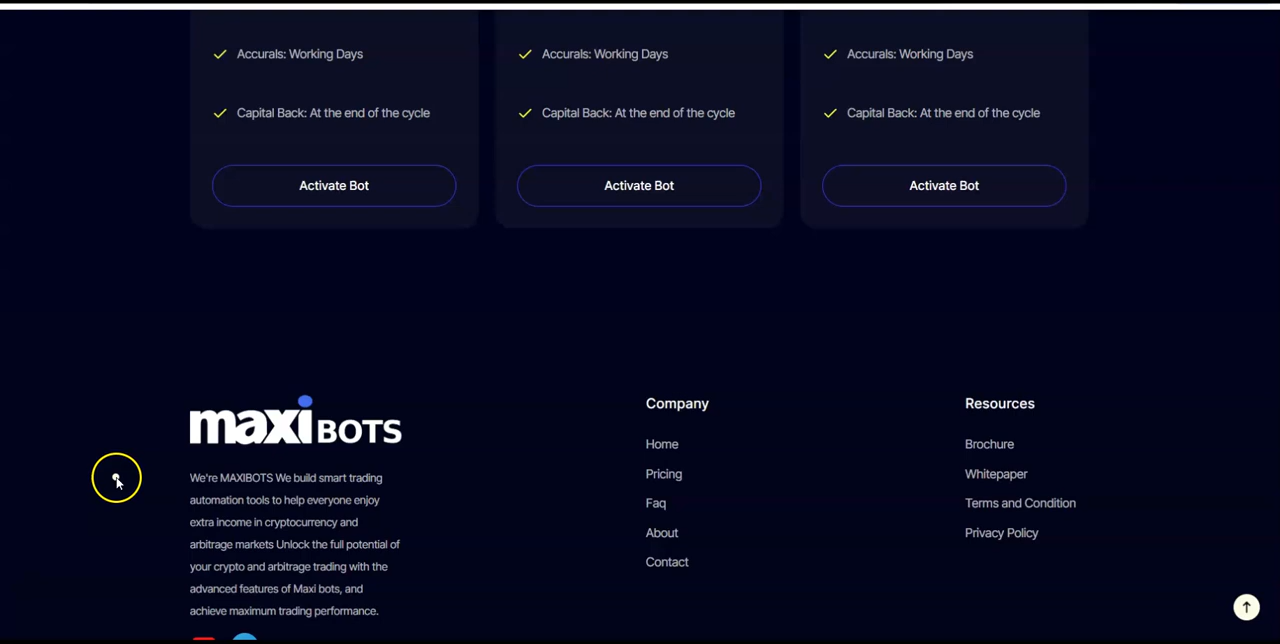 Accurals: Working Days
Accurals: Working Days
Accurals: Working Days
Capital Back: At the end of the cycle
Capital Back: At the end of the cycle
Capital Back: At the end of the cycle
Activate Bot
Activate Bot
Activate Bot
maxi BOTS
We're MAXIBOTS We build smart trading
automation tools to help everyone enjoy
extra income in cryptocurrency and
arbitrage markets Unlock the full potential of
your crypto and arbitrage trading with the
advanced features of Maxi bots, and
achieve maximum trading performance.
Company
Home
Pricing
Faq
About
Contact
Resources
Brochure
Whitepaper
Terms and Condition
Privacy Policy